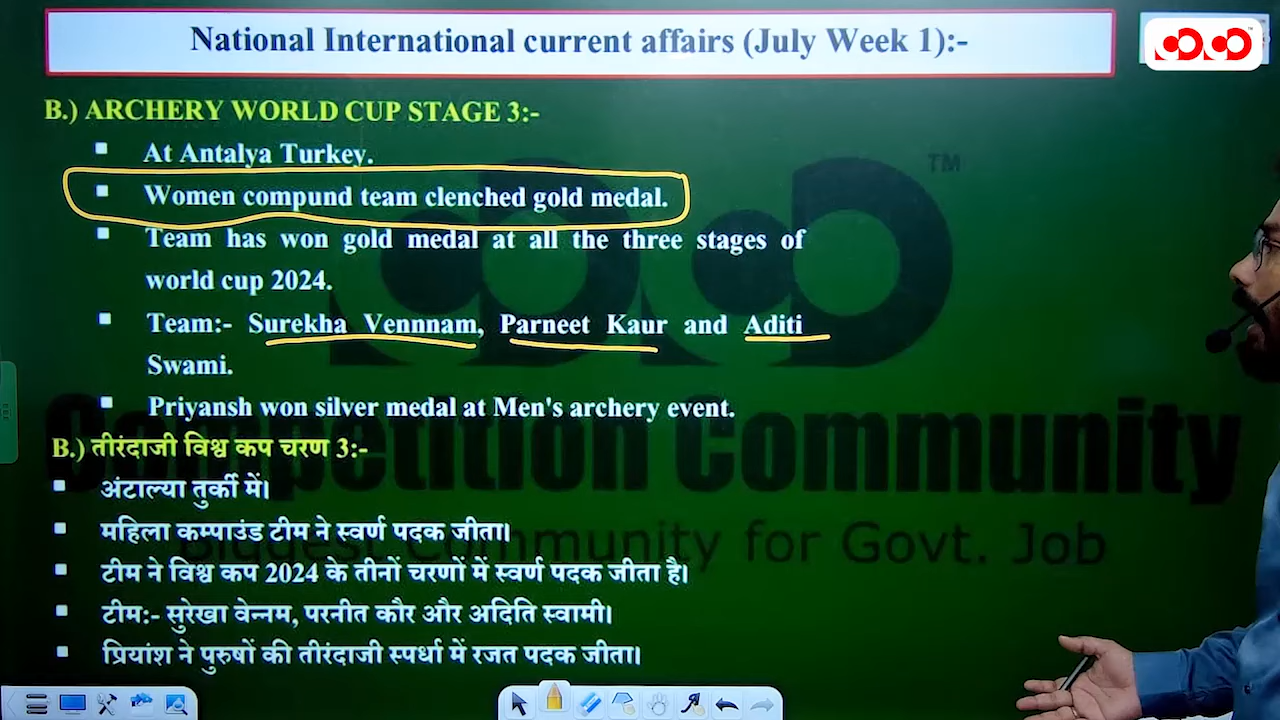 National International current affairs (July Week 1):-
B.) ARCHERY WORLD CUP STAGE 3:-
At Antalya Turkey.
Women compund team clenched gold medal.
Team has won gold medal at all the three stages of
world cup 2024.
Team:- Surekha Vennnam, Parneet Kaur and Aditi
Swami.
Priyansh won silver medal at Men's archery event.
B.) तीरंदाजी विश्व कप चरण 3:-
अंटाल्या तुर्की में।
महिला कम्पाउंड टीम ने स्वर्ण पदक जीता।
टीम ने विश्व कप 2024 के तीनों चरणों में स्वर्ण पदक जीता है।
टीम:- सुरेखा वेन्नम, परनीत कौर और अदिति स्वामी।
प्रियांश ने पुरुषों की तीरंदाजी स्पर्धा में रजत पदक जीता।
TM
Competition Community
Biggest Community for Govt. Job